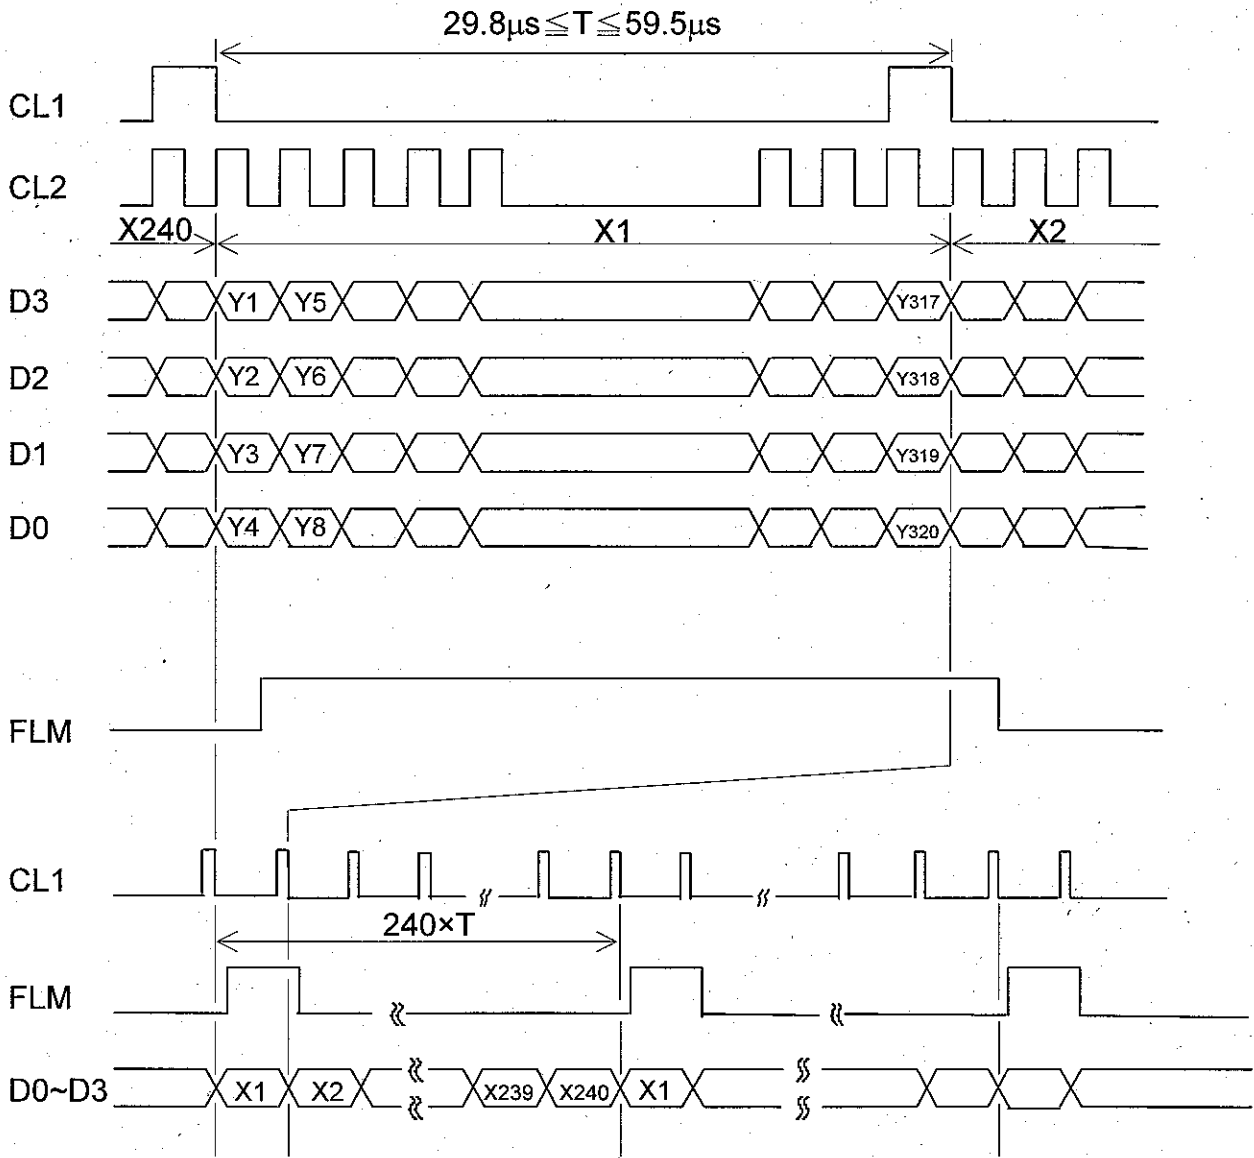 29.8μs≦T≦59.5μs
CL1
CL2
X240 X1 X2
D3 Y1 Y5 Y317
D2 Y2 Y6 Y318
D1 Y3 Y7 Y319
D0 Y4 Y8 Y320
FLM
CL1
240×T
FLM
D0~D3 X1 X2 X239 X240 X1